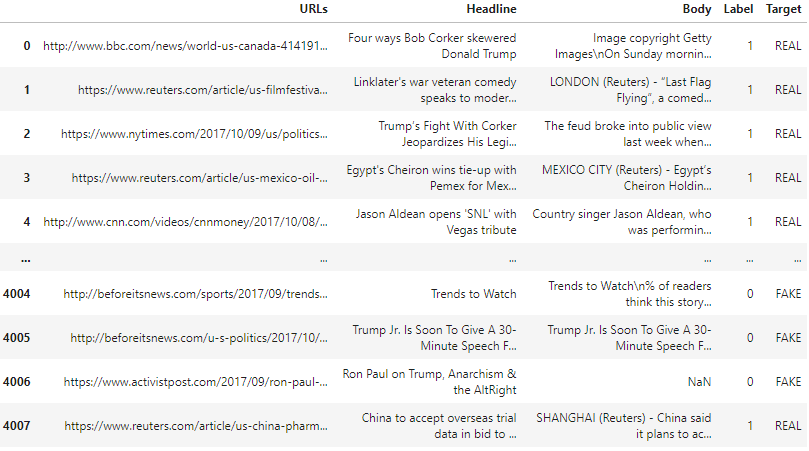 URLs Headline Body Label Target
0 http://www.bbc.com/news/world-us-canada-414191... Four ways Bob Corker skewered Donald Trump Image copyright Getty Images\nOn Sunday mornin... 1 REAL
1 https://www.reuters.com/article/us-filmfestiva... Linklater's war veteran comedy speaks to moder... LONDON (Reuters) - “Last Flag Flying”, a comed... 1 REAL
2 https://www.nytimes.com/2017/10/09/us/politics... Trump’s Fight With Corker Jeopardizes His Legi... The feud broke into public view last week when... 1 REAL
3 https://www.reuters.com/article/us-mexico-oil-... Egypt's Cheiron wins tie-up with Pemex for Mex... MEXICO CITY (Reuters) - Egypt’s Cheiron Holdin... 1 REAL
4 http://www.cnn.com/videos/cnnmoney/2017/10/08/... Jason Aldean opens 'SNL' with Vegas tribute Country singer Jason Aldean, who was performin... 1 REAL
... ... ... ... ... ...
4004 http://beforeitsnews.com/sports/2017/09/trends... Trends to Watch Trends to Watch\n% of readers think this story... 0 FAKE
4005 http://beforeitsnews.com/u-s-politics/2017/10/... Trump Jr. Is Soon To Give A 30-Minute Speech F... Trump Jr. Is Soon To Give A 30-Minute Speech F... 0 FAKE
4006 https://www.activistpost.com/2017/09/ron-paul-... Ron Paul on Trump, Anarchism & the AltRight NaN 0 FAKE
4007 https://www.reuters.com/article/us-china-pharm... China to accept overseas trial data in bid to ... SHANGHAI (Reuters) - China said it plans to ac... 1 REAL